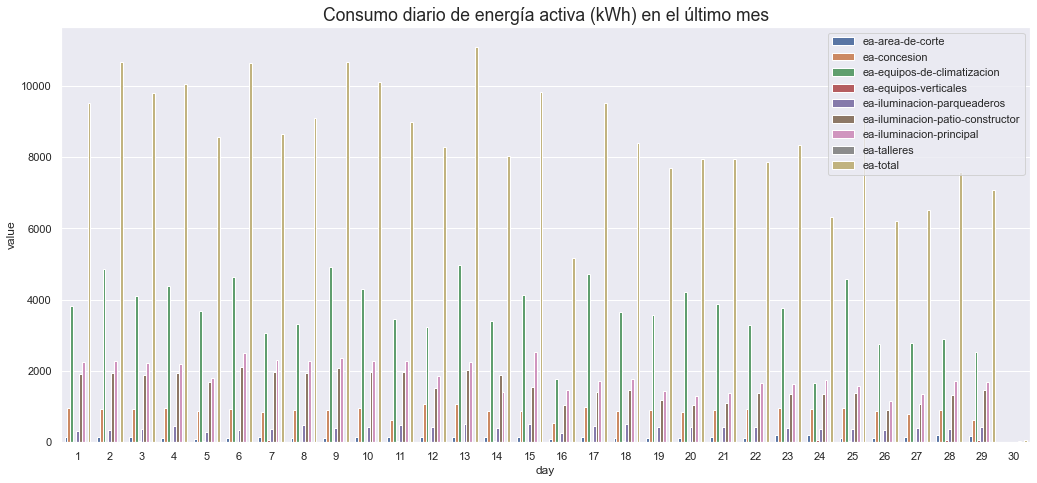 Consumo diario de energía activa (kWh) en el último mes
ea-area-de-corte
ea-concesion
ea-equipos-de-climatizacion
ea-equipos-verticales
ea-iluminacion-parqueaderos
ea-iluminacion-patio-constructor
ea-iluminacion-principal
ea-talleres
ea-total
value
10000
8000
6000
4000
2000
0
1 2 3 4 5 6 7 8 9 10 11 12 13 14 15 16 17 18 19 20 21 22 23 24 25 26 27 28 29 30
day